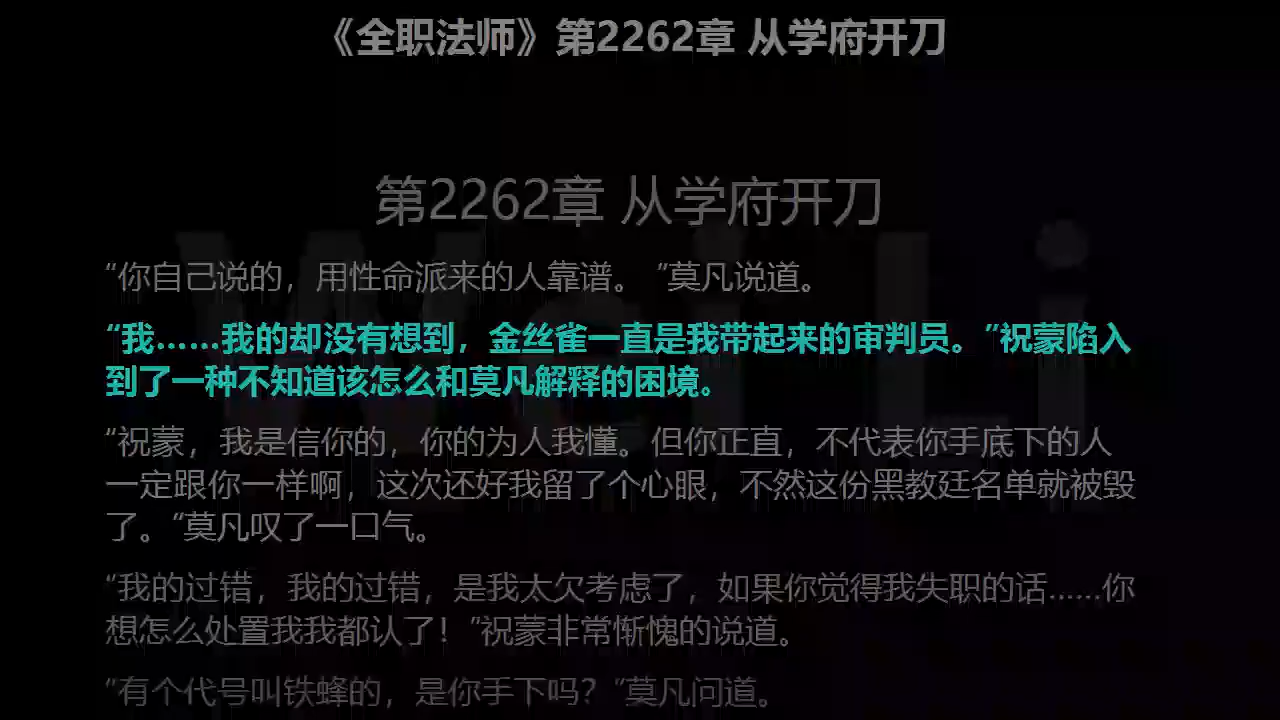 《全职法师》第2262章 从学府开刀
第2262章 从学府开刀
“你自己说的，用性命派来的人靠谱。“莫凡说道。
“我……我的却没有想到，金丝雀一直是我带起来的审判员。”祝蒙陷入
到了一种不知道该怎么和莫凡解释的困境。
“祝蒙，我是信你的，你的为人我懂。但你正直，不代表你手底下的人
一定跟你一样啊，这次还好我留了个心眼，不然这份黑教廷名单就被毁
了。“莫凡叹了一口气。
“我的过错，我的过错，是我太欠考虑了，如果你觉得我失职的话……你
想怎么处置我我都认了！”祝蒙非常惭愧的说道。
“有个代号叫铁蜂的，是你手下吗？“莫凡问道。
Wei Li